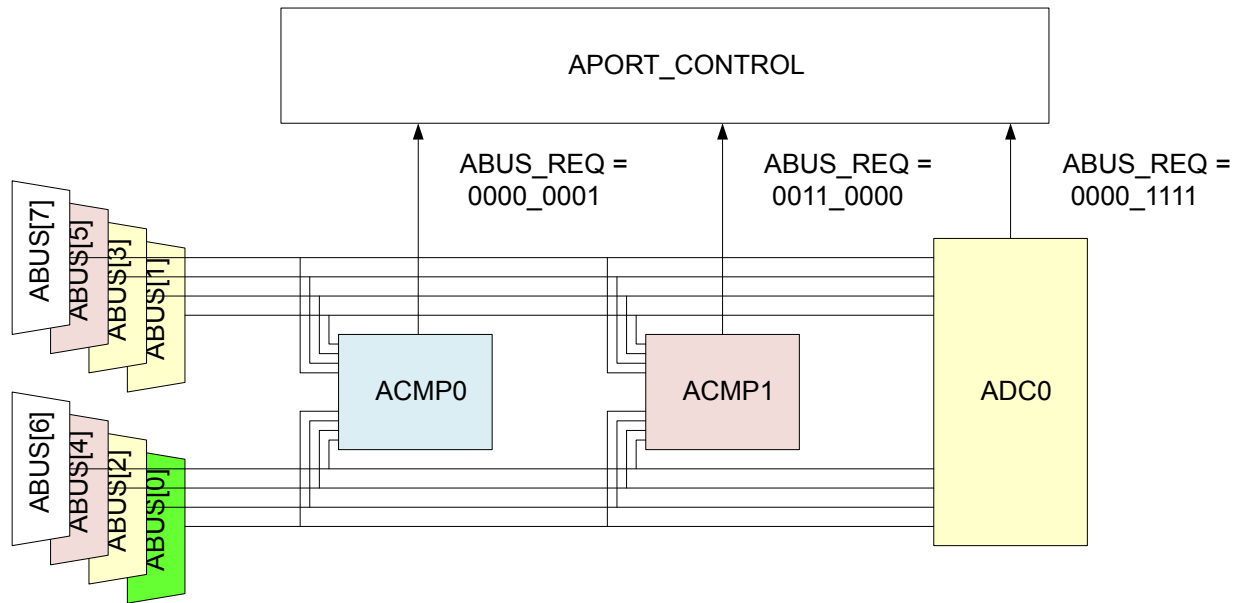 APORT_CONTROL
ABUS_REQ =
0000_0001
ABUS_REQ =
0011_0000
ABUS_REQ =
0000_1111
ABUS[7]
ABUS[5]
ABUS[3]
ABUS[1]
ACMP0
ACMP1
ADC0
ABUS[6]
ABUS[4]
ABUS[2]
ABUS[0]